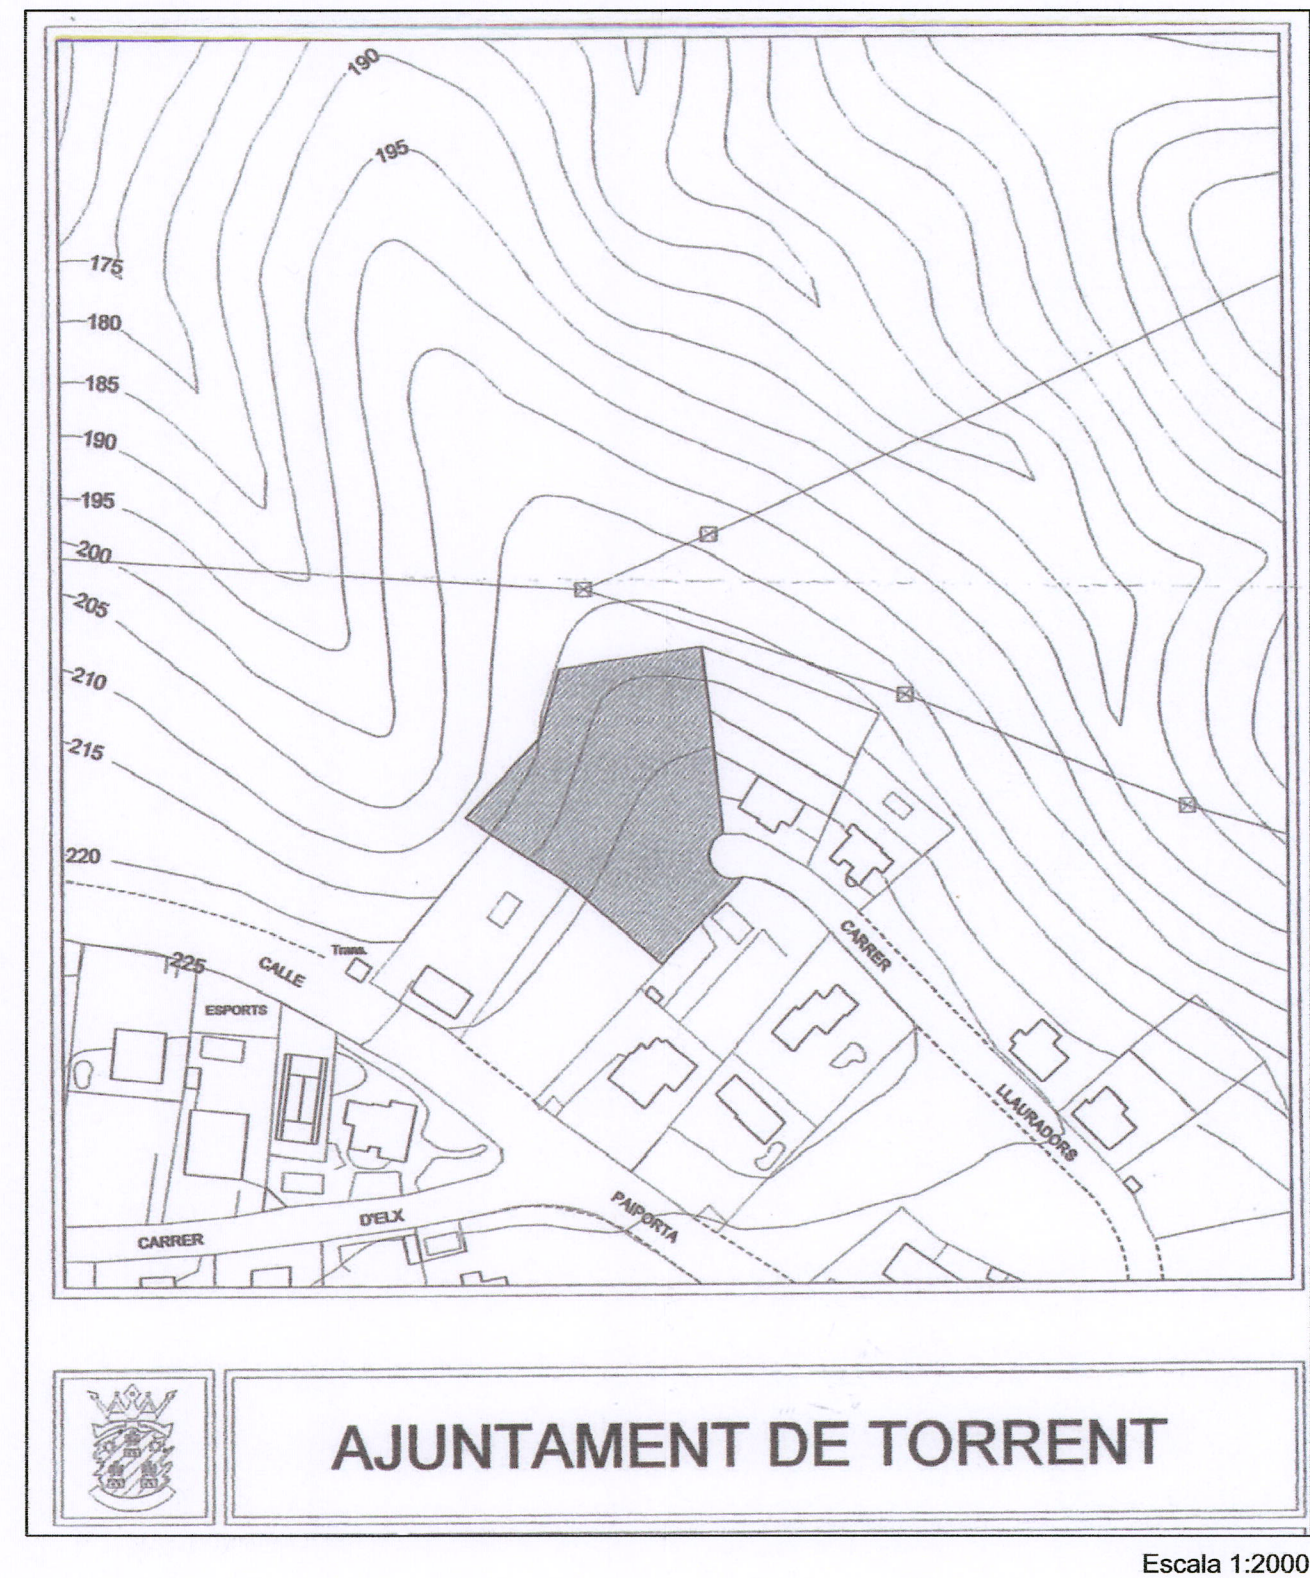 190
195
175
180
185
190
195
200
205
210
215
220
225
Trans.
CALLE
ESPORTS
CARRER
LLAURADORS
PAIPORTA
D'ELX
CARRER
AJUNTAMENT DE TORRENT
Escala 1:2000